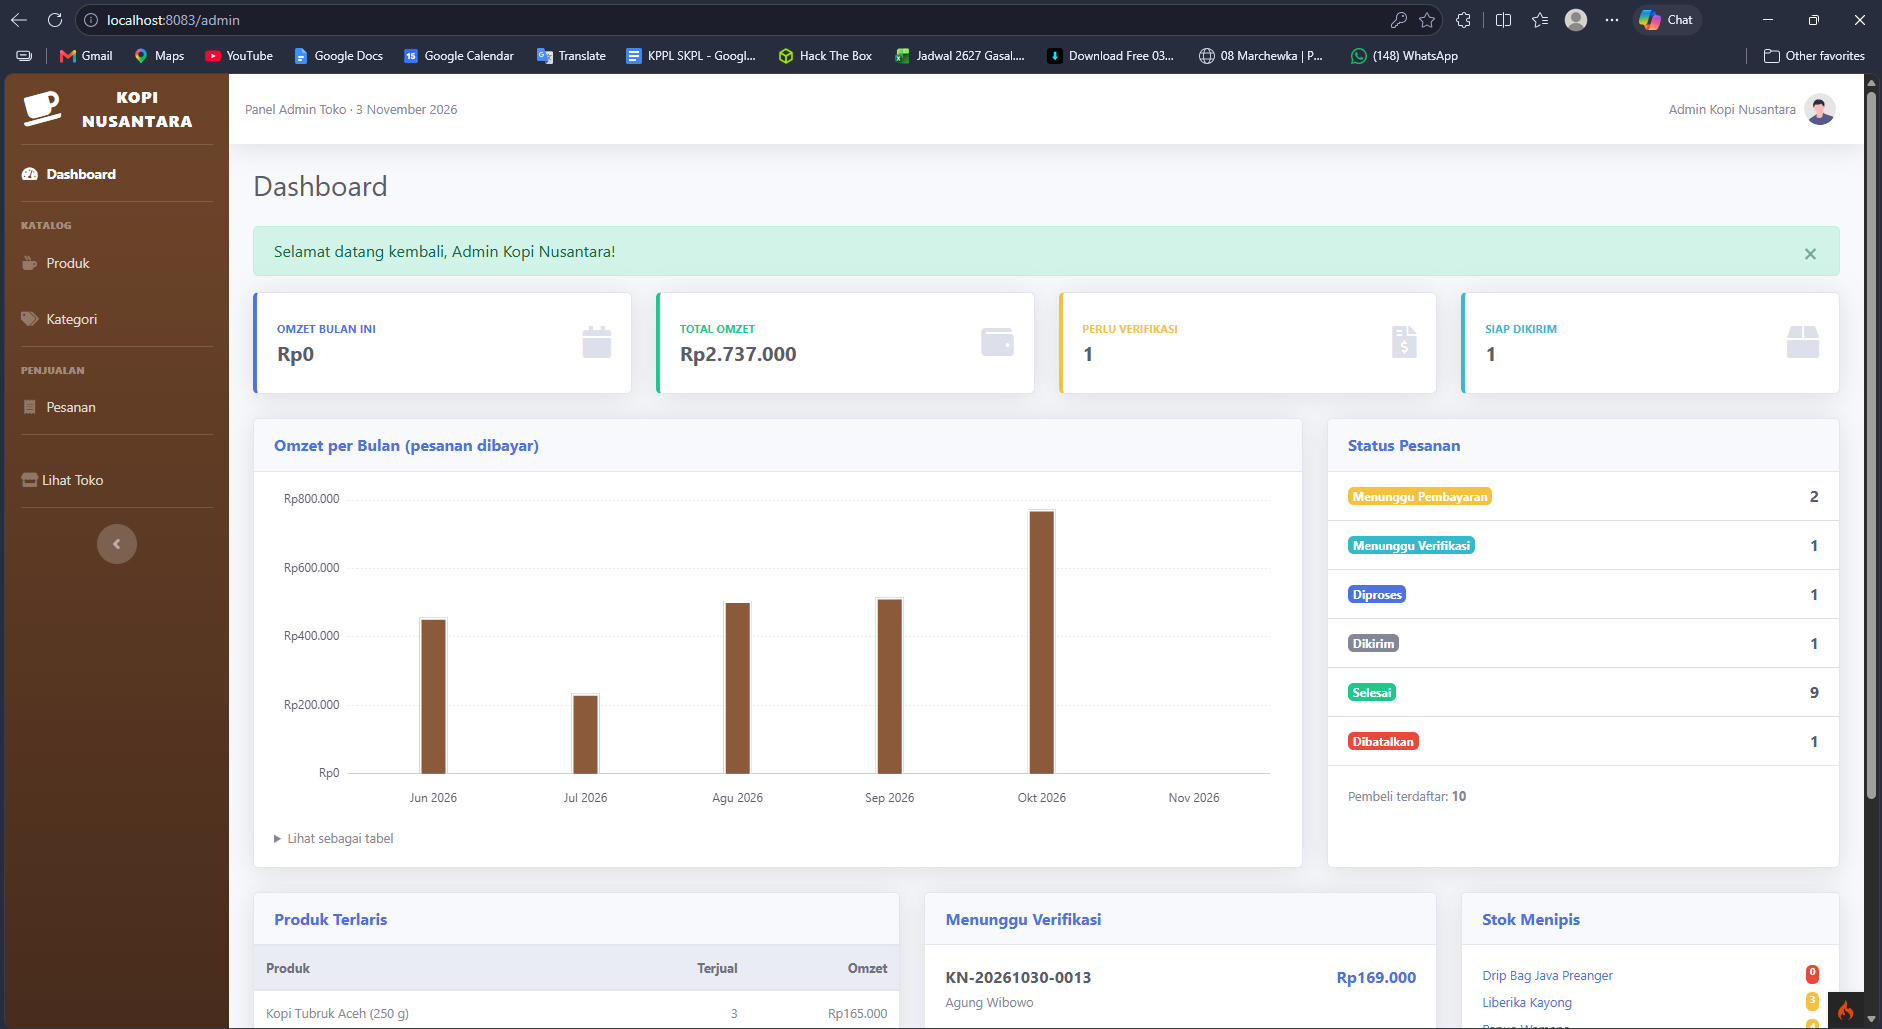 localhost:8083/admin
Chat
Gmail
Maps
YouTube
Google Docs
15
Google Calendar
Translate
KPPL SKPL - Googl...
Hack The Box
Jadwal 2627 Gasal....
Download Free 03...
08 Marchewka | P...
(148) WhatsApp
Other favorites
KOPI
NUSANTARA
Panel Admin Toko · 3 November 2026
Admin Kopi Nusantara
Dashboard
KATALOG
Produk
Kategori
PENJUALAN
Pesanan
Lihat Toko
Dashboard
Selamat datang kembali, Admin Kopi Nusantara!
×
OMZET BULAN INI
Rp0
TOTAL OMZET
Rp2.737.000
PERLU VERIFIKASI
1
SIAP DIKIRIM
1
Omzet per Bulan (pesanan dibayar)
Rp800.000
Rp600.000
Rp400.000
Rp200.000
Rp0
Jun 2026
Jul 2026
Agu 2026
Sep 2026
Okt 2026
Nov 2026
Lihat sebagai tabel
Status Pesanan
Menunggu Pembayaran 2
Menunggu Verifikasi 1
Diproses 1
Dikirim 1
Selesai 9
Dibatalkan 1
Pembeli terdaftar: 10
Produk Terlaris
Produk Terjual Omzet
Kopi Tubruk Aceh (250 g) 3 Rp165.000
Menunggu Verifikasi
KN-20261030-0013 Rp169.000
Agung Wibowo
Stok Menipis
Drip Bag Java Preanger 0
Liberika Kayong 3